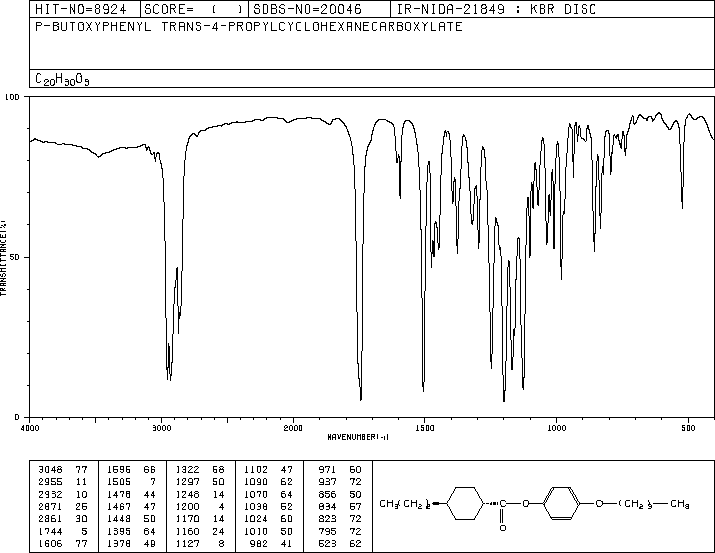 HIT-NO=8924 SCORE= ( ) SDBS-NO=20046 IR-NIDA-21849 : KBR DISC
P-BUTOXYPHENYL TRANS-4-PROPYLCYCLOHEXANECARBOXYLATE
C20H30O3
100
50
0
TRANSMITTANCE(%)
4000 3000 2000 1500 1000 500
WAVENUMBER(-1)
3048 77 1596 66 1322 58 1102 47 971 60
2955 11 1505 7 1297 50 1090 62 937 72
2932 10 1478 44 1248 14 1070 64 856 50
2871 25 1467 47 1200 4 1038 52 834 57
2861 30 1448 50 1170 14 1024 60 823 72
1744 5 1395 64 1160 24 1010 50 795 72
1606 77 1378 49 1127 8 982 41 523 62
CH3(CH2)2 C O O (CH2)3 CH3
O